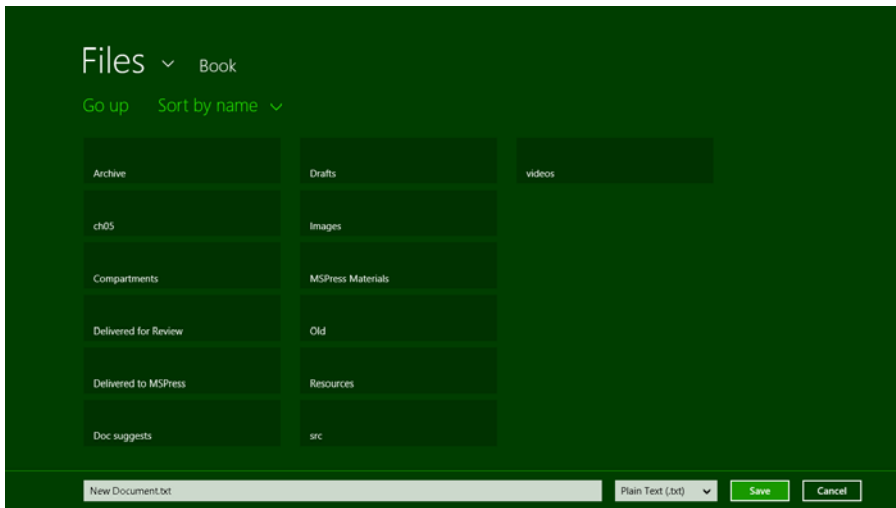 Files Book
Go up Sort by name
Archive Drafts videos
ch05 Images
Compartments MSPress Materials
Delivered for Review Old
Delivered to MSPress Resources
Doc suggests src
New Document.txt Plain Text (.txt) Save Cancel